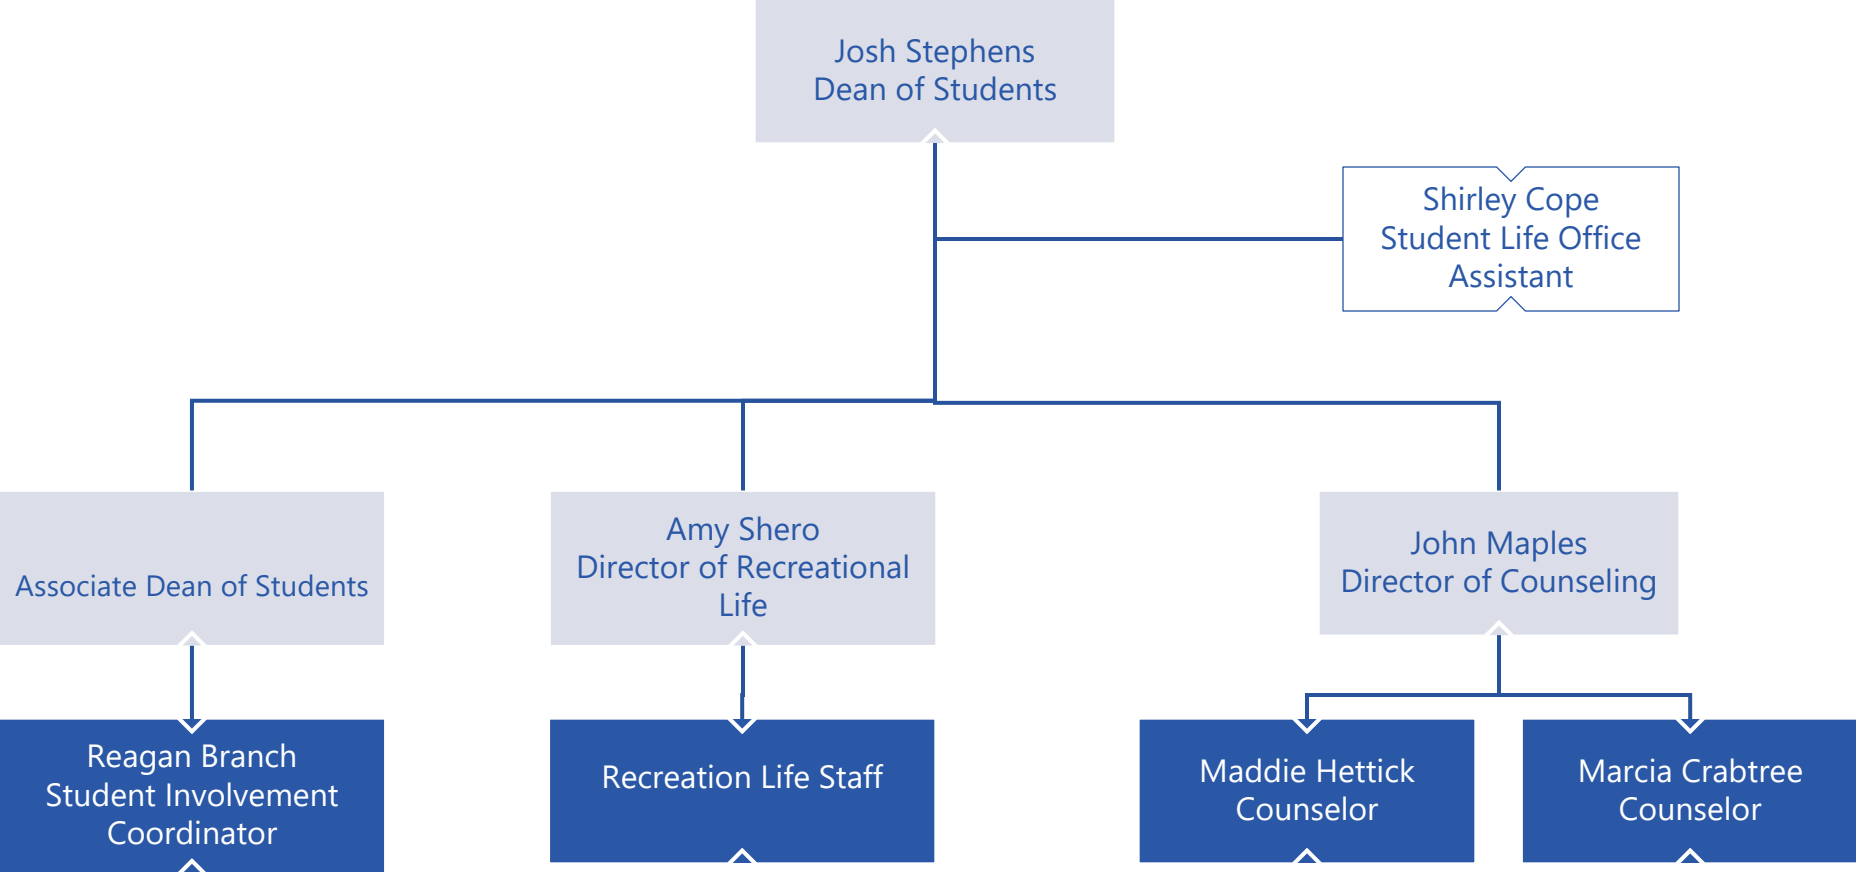 Josh Stephens
Dean of Students
Shirley Cope
Student Life Office
Assistant
Associate Dean of Students
Amy Shero
Director of Recreational
Life
John Maples
Director of Counseling
Reagan Branch
Student Involvement
Coordinator
Recreation Life Staff
Maddie Hettick
Counselor
Marcia Crabtree
Counselor